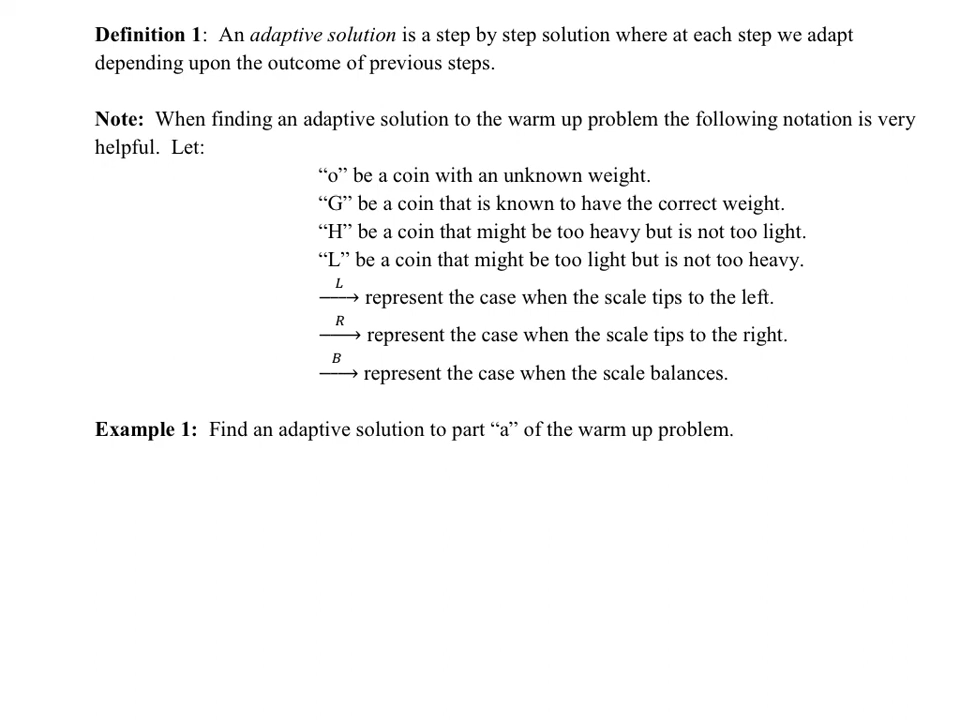 Definition 1: An adaptive solution is a step by step solution where at each step we adapt
depending upon the outcome of previous steps.
Note: When finding an adaptive solution to the warm up problem the following notation is very
helpful. Let:
“o” be a coin with an unknown weight.
“G” be a coin that is known to have the correct weight.
“H” be a coin that might be too heavy but is not too light.
“L” be a coin that might be too light but is not too heavy.
L
⟶ represent the case when the scale tips to the left.
R
⟶ represent the case when the scale tips to the right.
B
⟶ represent the case when the scale balances.
Example 1: Find an adaptive solution to part “a” of the warm up problem.